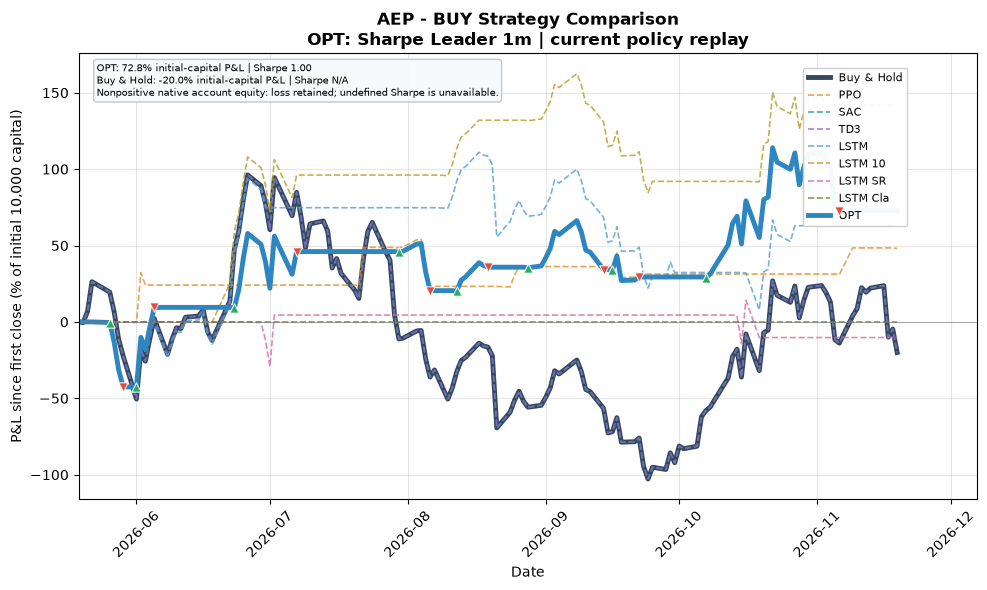 AEP - BUY Strategy Comparison
OPT: Sharpe Leader 1m | current policy replay
OPT: 72.8% initial-capital P&L | Sharpe 1.00
Buy & Hold: -20.0% initial-capital P&L | Sharpe N/A
Nonpositive native account equity: loss retained; undefined Sharpe is unavailable.
Buy & Hold
PPO
SAC
TD3
LSTM
LSTM 10
LSTM SR
LSTM Cla
OPT
P&L since first close (% of initial 10,000 capital)
150
100
50
0
−50
−100
2026-06
2026-07
2026-08
2026-09
2026-10
2026-11
2026-12
Date